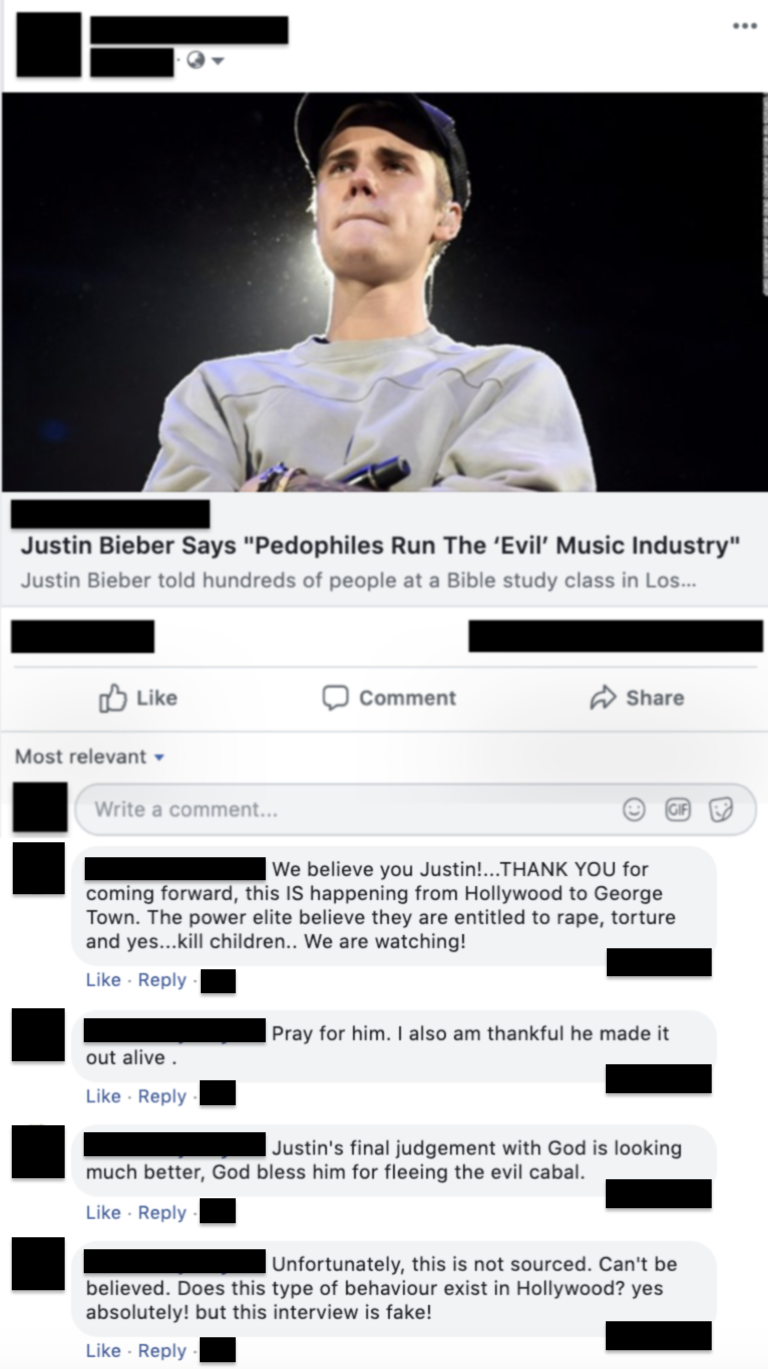 Justin Bieber Says "Pedophiles Run The ‘Evil’ Music Industry"
Justin Bieber told hundreds of people at a Bible study class in Los...
Like
Comment
Share
Most relevant
Write a comment...
GIF
We believe you Justin!...THANK YOU for
coming forward, this IS happening from Hollywood to George
Town. The power elite believe they are entitled to rape, torture
and yes...kill children.. We are watching!
Like · Reply ·
Pray for him. I also am thankful he made it
out alive .
Like · Reply ·
Justin's final judgement with God is looking
much better, God bless him for fleeing the evil cabal.
Like · Reply ·
Unfortunately, this is not sourced. Can't be
believed. Does this type of behaviour exist in Hollywood? yes
absolutely! but this interview is fake!
Like · Reply ·